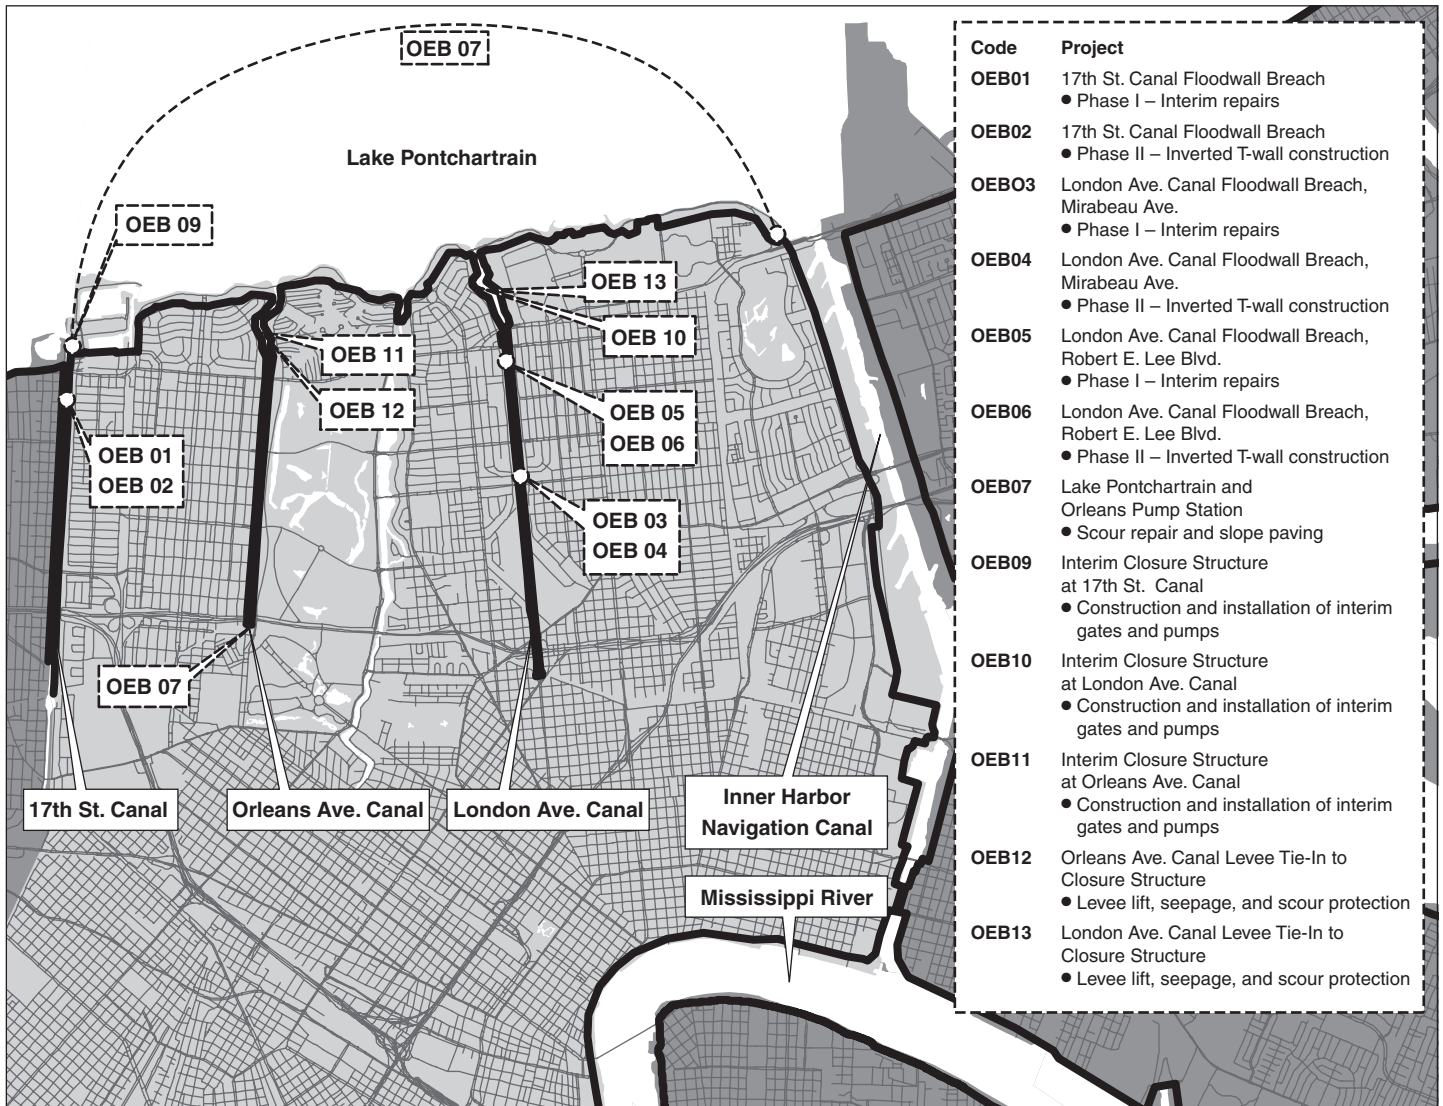 OEB 07
Lake Pontchartrain
OEB 09
OEB 13
OEB 10
OEB 11
OEB 12
OEB 05
OEB 06
OEB 01
OEB 02
OEB 03
OEB 04
OEB 07
17th St. Canal
Orleans Ave. Canal
London Ave. Canal
Inner Harbor
Navigation Canal
Mississippi River
Code Project
OEB01 17th St. Canal Floodwall Breach
• Phase I – Interim repairs
OEB02 17th St. Canal Floodwall Breach
• Phase II – Inverted T-wall construction
OEBO3 London Ave. Canal Floodwall Breach,
Mirabeau Ave.
• Phase I – Interim repairs
OEB04 London Ave. Canal Floodwall Breach,
Mirabeau Ave.
• Phase II – Inverted T-wall construction
OEB05 London Ave. Canal Floodwall Breach,
Robert E. Lee Blvd.
• Phase I – Interim repairs
OEB06 London Ave. Canal Floodwall Breach,
Robert E. Lee Blvd.
• Phase II – Inverted T-wall construction
OEB07 Lake Pontchartrain and
Orleans Pump Station
• Scour repair and slope paving
OEB09 Interim Closure Structure
at 17th St. Canal
• Construction and installation of interim
gates and pumps
OEB10 Interim Closure Structure
at London Ave. Canal
• Construction and installation of interim
gates and pumps
OEB11 Interim Closure Structure
at Orleans Ave. Canal
• Construction and installation of interim
gates and pumps
OEB12 Orleans Ave. Canal Levee Tie-In to
Closure Structure
• Levee lift, seepage, and scour protection
OEB13 London Ave. Canal Levee Tie-In to
Closure Structure
• Levee lift, seepage, and scour protection